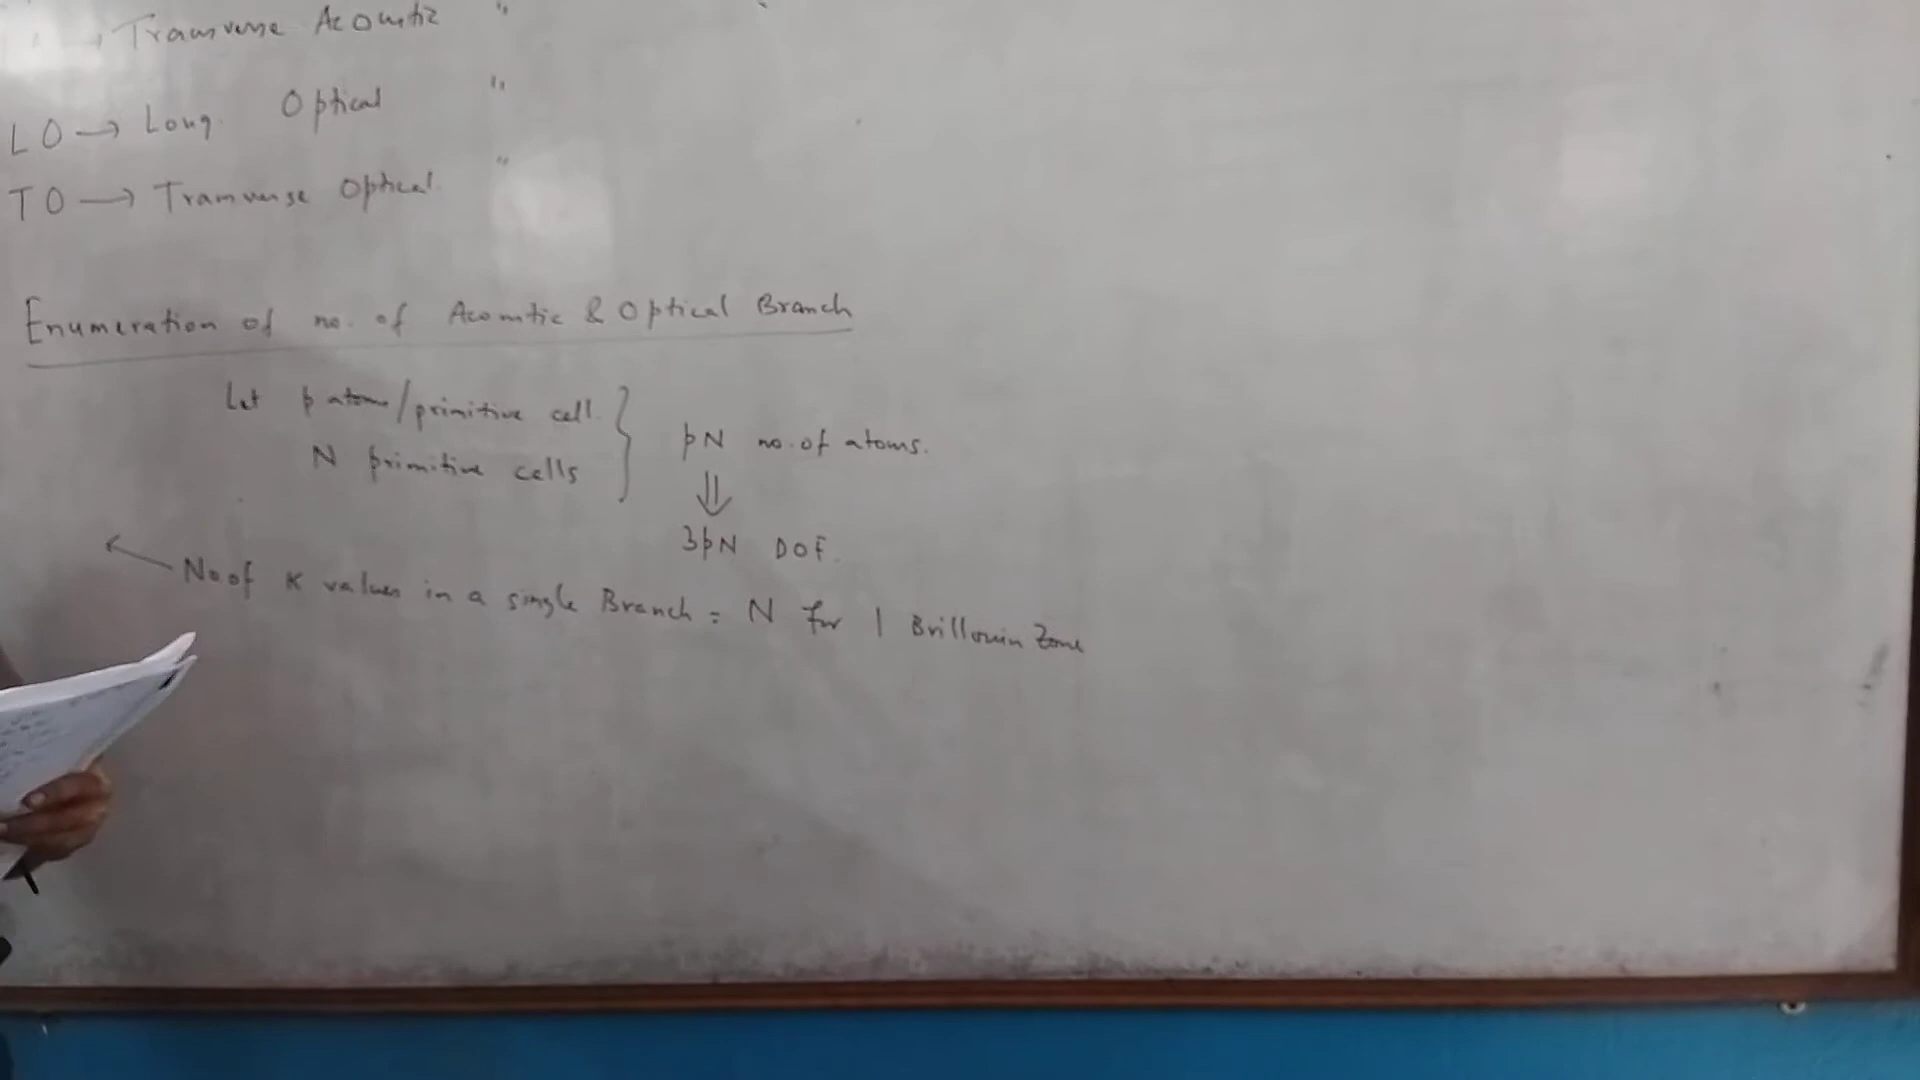 → Transverse Acoustic "
LO → Long. Optical "
TO → Transverse Optical "
Enumeration of no. of Acoustic & Optical Branch
Let p atoms/primitive cell
N primitive cells
pN no. of atoms.
⇓
3pN DOF.
No of K values in a single Branch = N for 1 Brillouin Zone